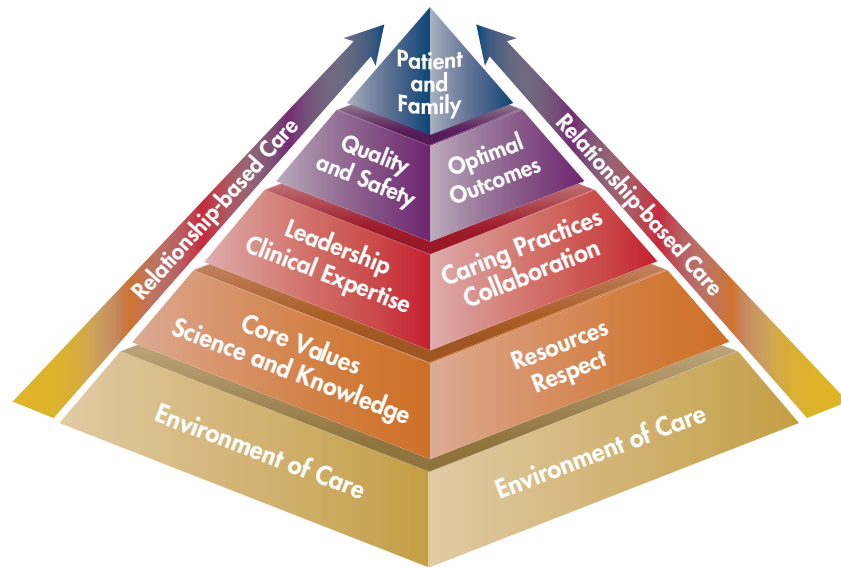 Patient
and
Family
Relationship-based Care
Relationship-based Care
Quality
and Safety
Optimal
Outcomes
Leadership
Clinical Expertise
Caring Practices
Collaboration
Core Values
Science and Knowledge
Resources
Respect
Environment of Care
Environment of Care